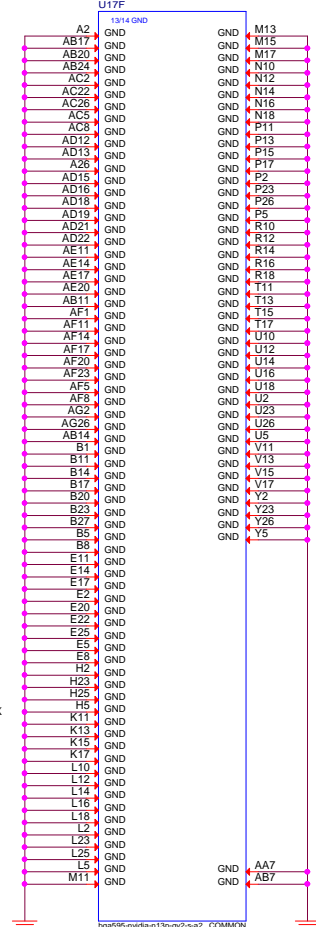 U17F
13/14 GND
A2 GND GND M13
AB17 GND GND M15
AB20 GND GND M17
AB24 GND GND N10
AC2 GND GND N12
AC22 GND GND N14
AC26 GND GND N16
AC5 GND GND N18
AC8 GND GND P11
AD12 GND GND P13
AD13 GND GND P15
A26 GND GND P17
AD15 GND GND P2
AD16 GND GND P23
AD18 GND GND P26
AD19 GND GND P5
AD21 GND GND R10
AD22 GND GND R12
AE11 GND GND R14
AE14 GND GND R16
AE17 GND GND R18
AE20 GND GND T11
AB11 GND GND T13
AF1 GND GND T15
AF11 GND GND T17
AF14 GND GND U10
AF17 GND GND U12
AF20 GND GND U14
AF23 GND GND U16
AF5 GND GND U18
AF8 GND GND U2
AG2 GND GND U23
AG26 GND GND U26
AB14 GND GND U5
B1 GND GND V11
B11 GND GND V13
B14 GND GND V15
B17 GND GND V17
B20 GND GND Y2
B23 GND GND Y23
B27 GND GND Y26
B5 GND GND Y5
B8 GND
E11 GND
E14 GND
E17 GND
E2 GND
E20 GND
E22 GND
E25 GND
E5 GND
E8 GND
H2 GND
H23 GND
H25 GND
H5 GND
K11 GND
K13 GND
K15 GND
K17 GND
L10 GND
L12 GND
L14 GND
L16 GND
L18 GND
L2 GND
L23 GND
L25 GND
L5 GND GND AA7
M11 GND GND AB7
bga595-nvidia-n13p-gv2-s-a2 COMMON